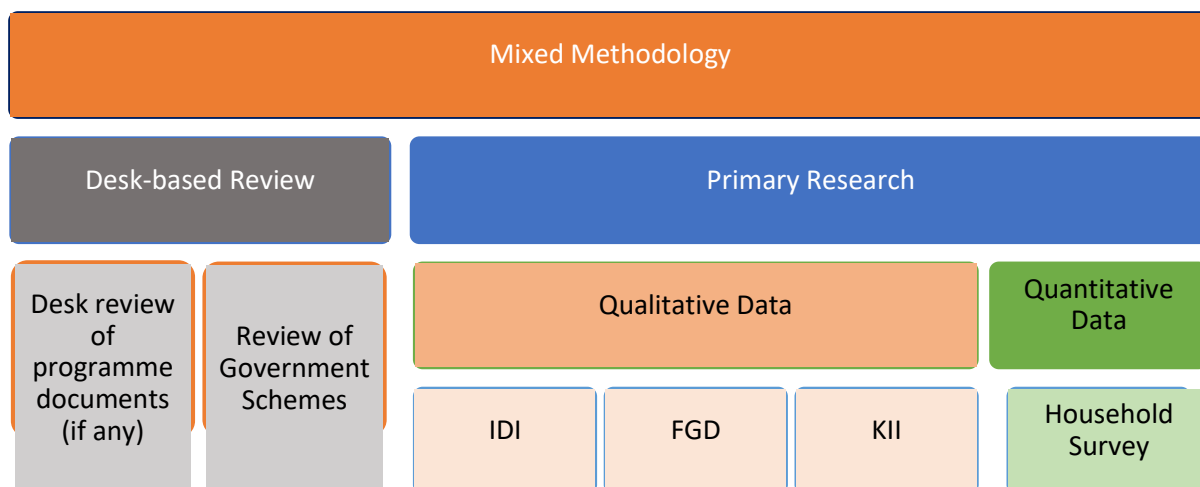 Mixed Methodology
Desk-based Review
Primary Research
Desk review
of
programme
documents
(if any)
Review of
Government
Schemes
Qualitative Data
Quantitative
Data
IDI
FGD
KII
Household
Survey